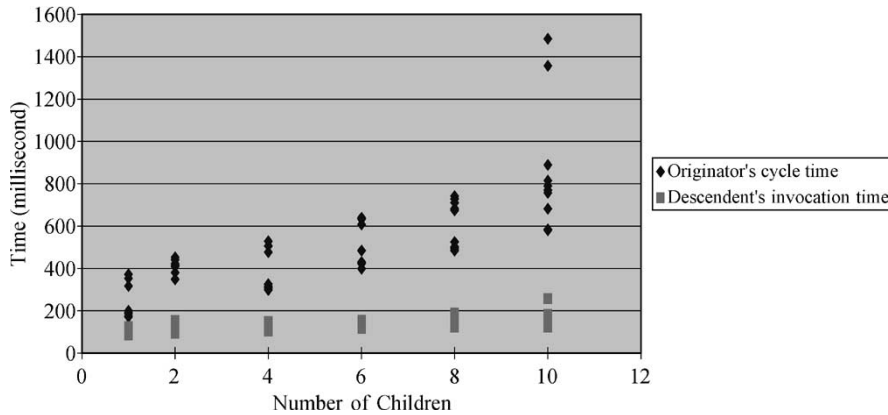 1600
1400
1200
1000
800
600
400
200
0
Time (millisecond)
0 2 4 6 8 10 12
Number of Children
Originator's cycle time
Descendent's invocation time